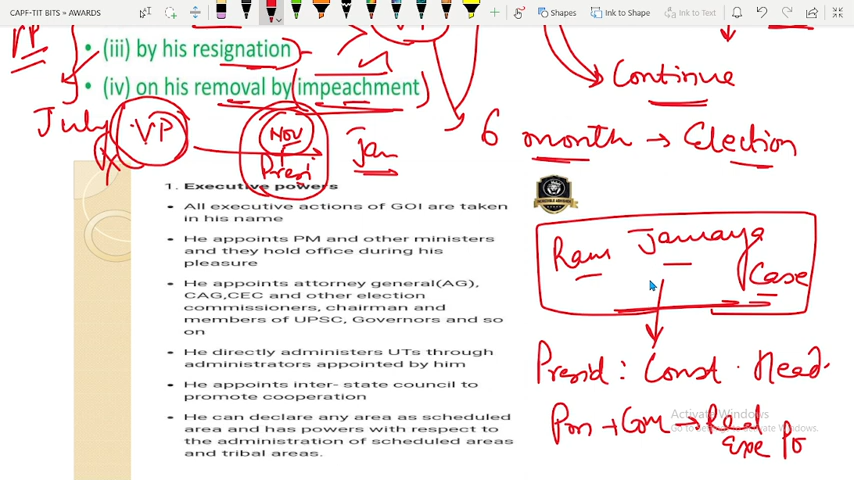 CAPF-TIT BITS » AWARDS
Shapes
Ink to Shape
Ink to Text
VP
• (iii) by his resignation
• (iv) on his removal by impeachment
Continue
July
VP
Nov
Presi
Jan
6 month → Election
1. Executive powers
• All executive actions of GOI are taken
in his name
• He appoints PM and other ministers
and they hold office during his
pleasure
• He appoints attorney general(AG),
CAG,CEC and other election
commissioners, chairman and
members of UPSC, Governors and so
on
• He directly administers UTs through
administrators appointed by him
• He appoints inter- state council to
promote cooperation
• He can declare any area as scheduled
area and has powers with respect to
the administration of scheduled areas
and tribal areas.
Ram Jawaya
Case
Presid: Const. Head.
Pm + Com → Real
Exe Po
Activate Windows